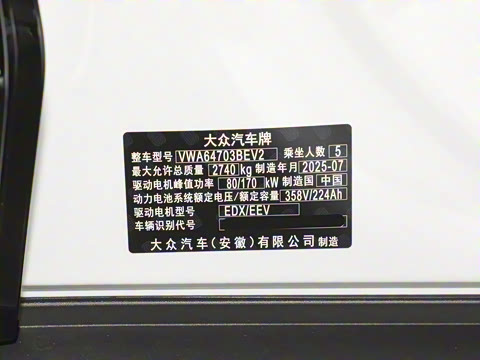 大众汽车牌
整车型号 VWA64703BEV2 乘坐人数 5
最大允许总质量 2740 kg 制造年月 2025-07
驱动电机峰值功率 80/170 kW 制造国 中国
动力电池系统额定电压/额定容量 358V/224Ah
驱动电机型号 EDX/EEV
车辆识别代号
大众汽车(安徽)有限公司 制造